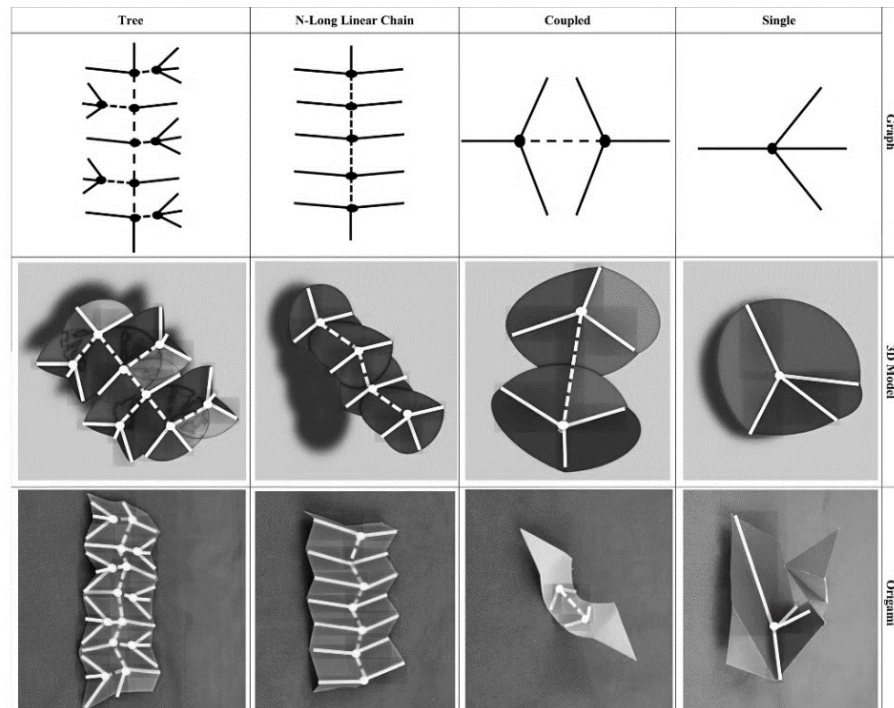 Tree
N-Long Linear Chain
Coupled
Single
Graph
3D Model
Origami